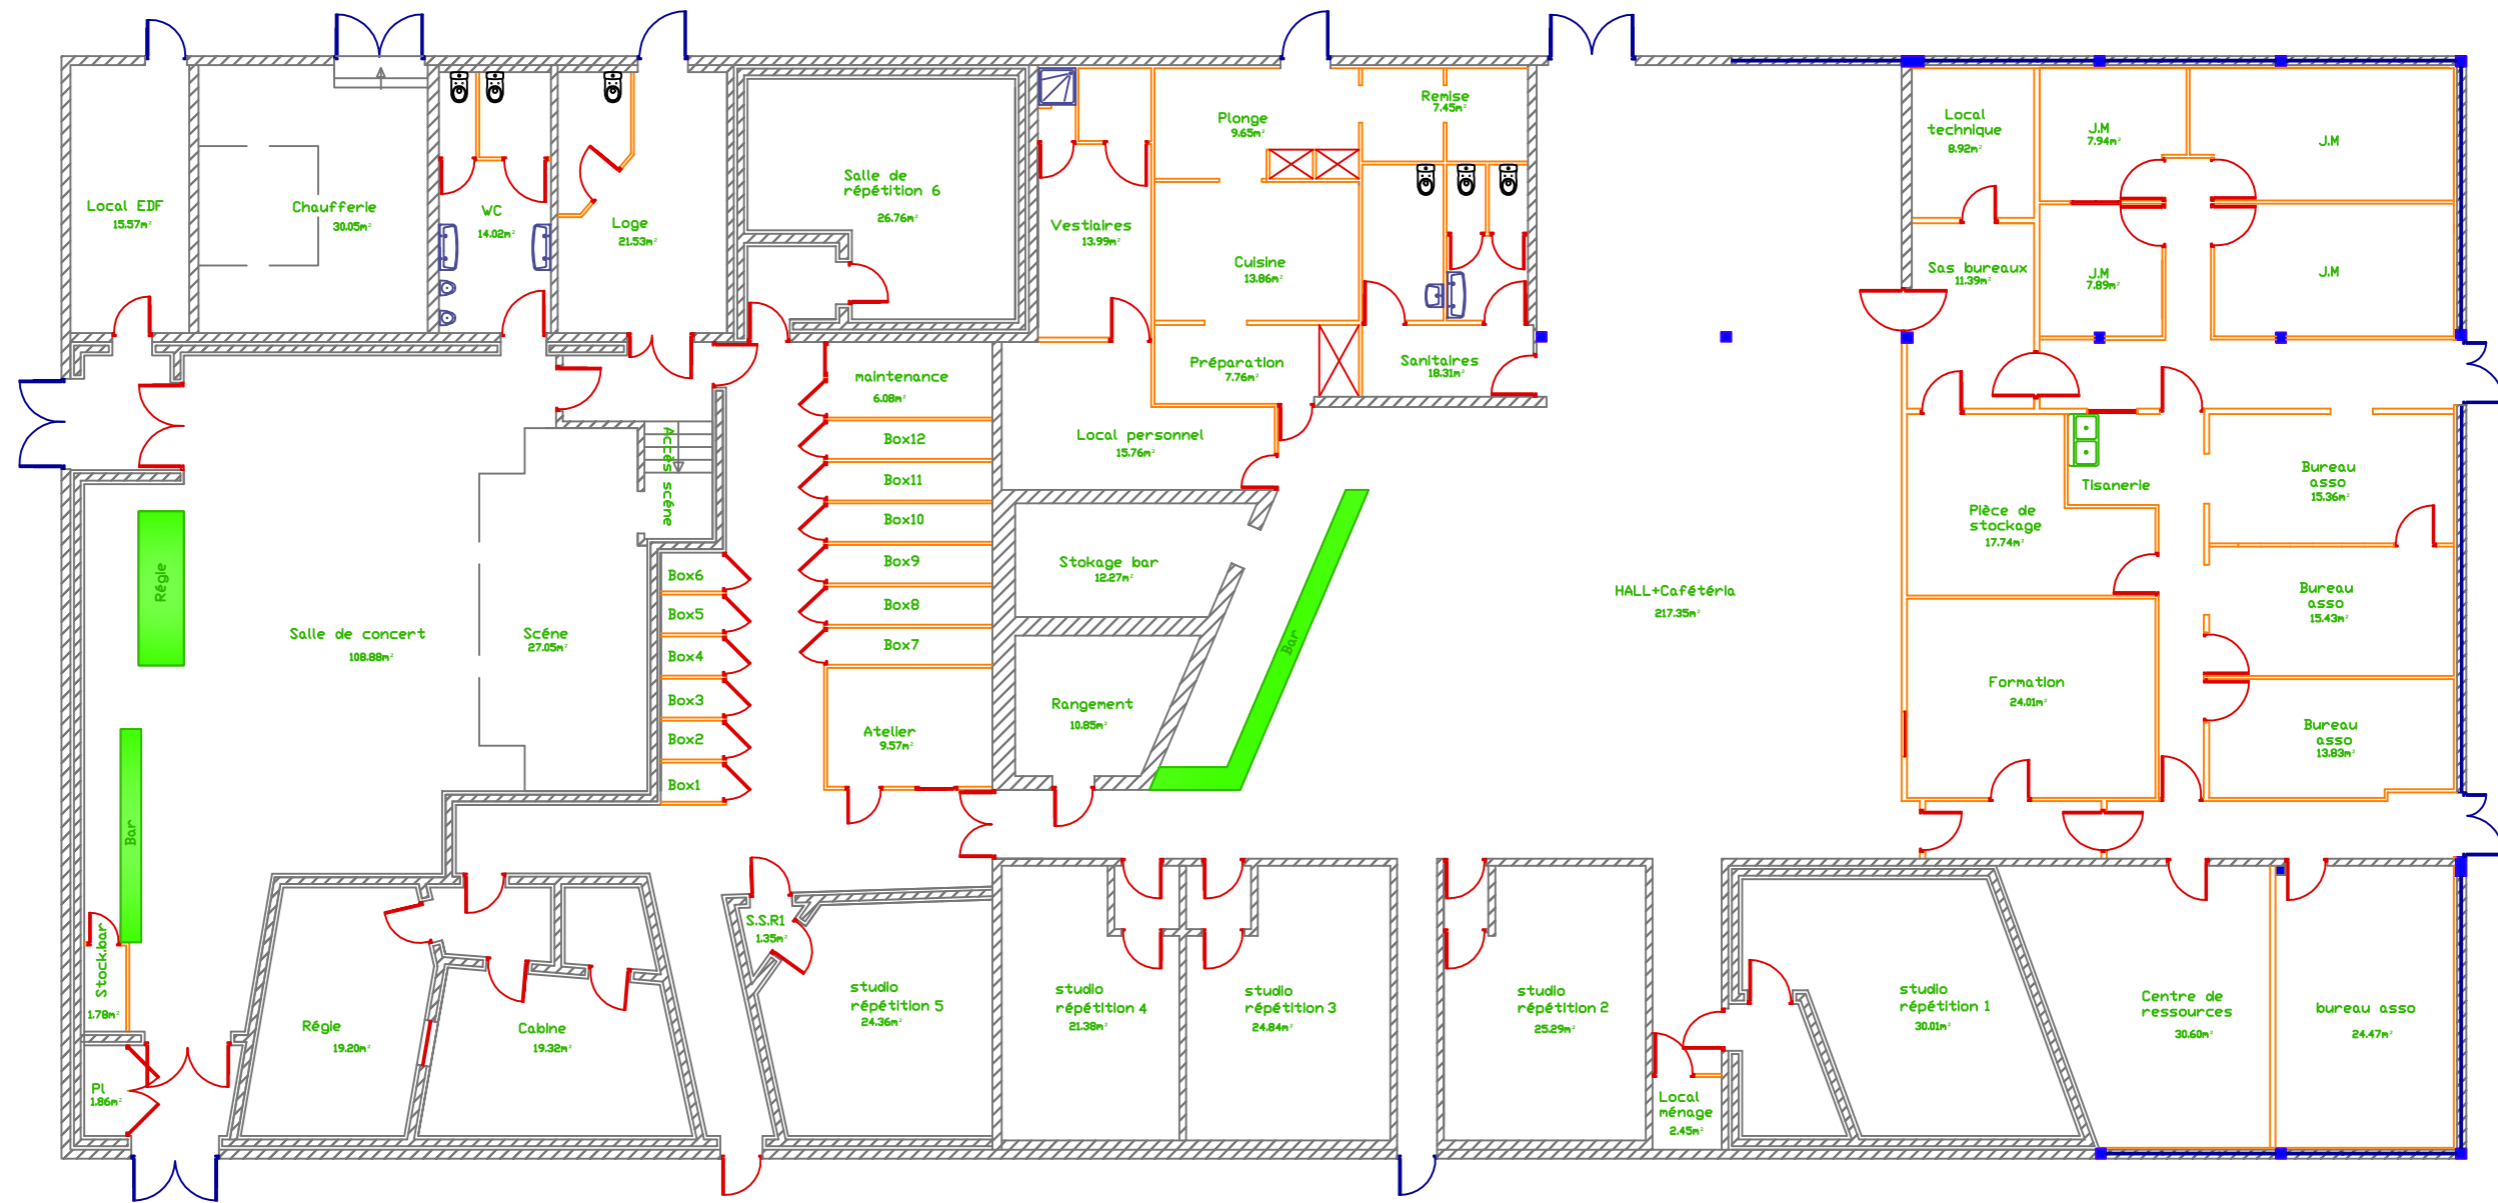 Local EDF
15.57m²
Chaufferie
30.05m²
WC
14.02m²
Loge
21.53m²
Salle de
répétition 6
26.76m²
Vestiaires
13.99m²
Plonge
9.65m²
Remise
7.45m²
Cuisine
13.86m²
Préparation
7.76m²
Sanitaires
18.31m²
Local
technique
8.92m²
J.M
7.94m²
J.M
Sas bureaux
11.39m²
J.M
7.89m²
J.M
maintenance
6.08m²
Box12
Box11
Box10
Box9
Box8
Box7
Atelier
9.57m²
Accés scéne
Box6
Box5
Box4
Box3
Box2
Box1
Local personnel
15.76m²
Stokage bar
12.27m²
Rangement
10.85m²
Bar
HALL+Cafétéria
217.35m²
Régie
Salle de concert
108.88m²
Scéne
27.05m²
Bar
Tisanerie
Pièce de
stockage
17.74m²
Formation
24.01m²
Bureau
asso
15.36m²
Bureau
asso
15.43m²
Bureau
asso
13.83m²
Stock.bar
1.78m²
Pl
1.86m²
Régie
19.20m²
Cabine
19.32m²
S.S.R1
1.35m²
studio
répétition 5
24.36m²
studio
répétition 4
21.38m²
studio
répétition 3
24.84m²
studio
répétition 2
25.29m²
Local
ménage
2.45m²
studio
répétition 1
30.01m²
Centre de
ressources
30.60m²
bureau asso
24.47m²